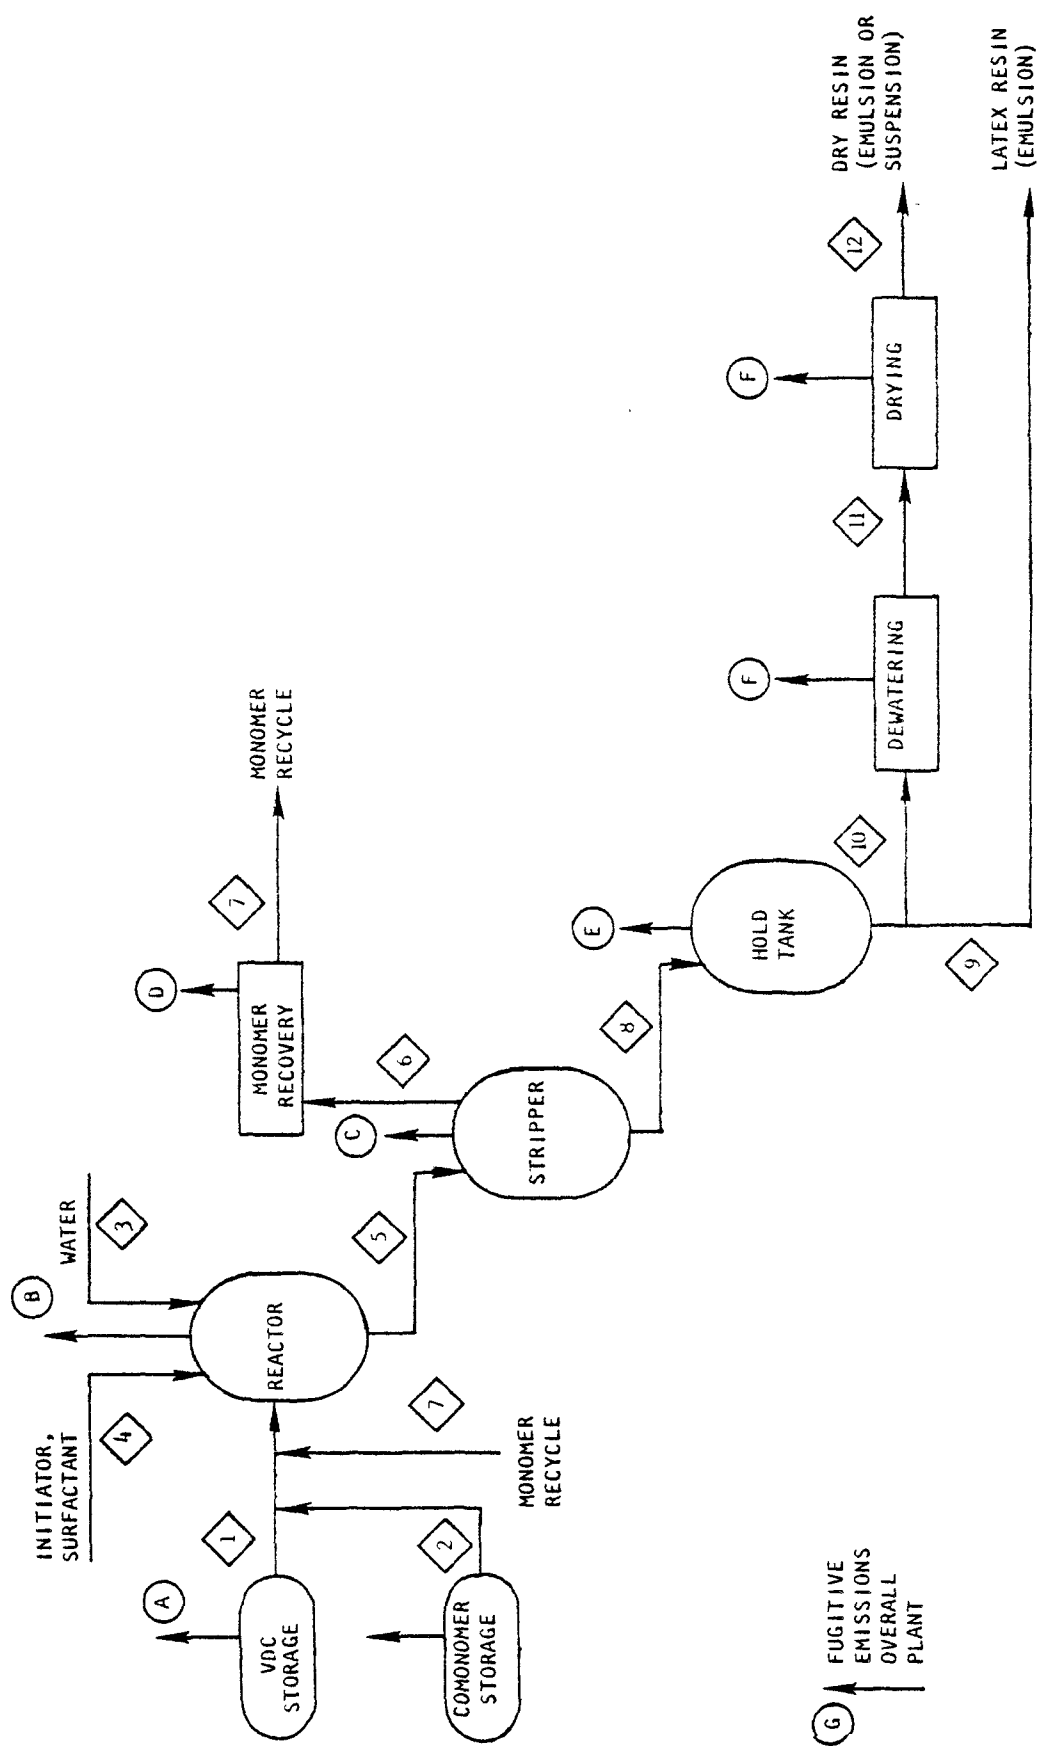 INITIATOR,
SURFACTANT
4
B
WATER
3
A
VDC
STORAGE
1
REACTOR
COMONOMER
STORAGE
2
MONOMER
RECYCLE
7
5
D
MONOMER
RECOVERY
7
MONOMER
RECYCLE
C
6
STRIPPER
8
E
HOLD
TANK
9
10
F
DEWATERING
11
F
DRYING
12
DRY RESIN
(EMULSION OR
SUSPENSION)
LATEX RESIN
(EMULSION)
G
FUGITIVE
EMISSIONS
OVERALL
PLANT